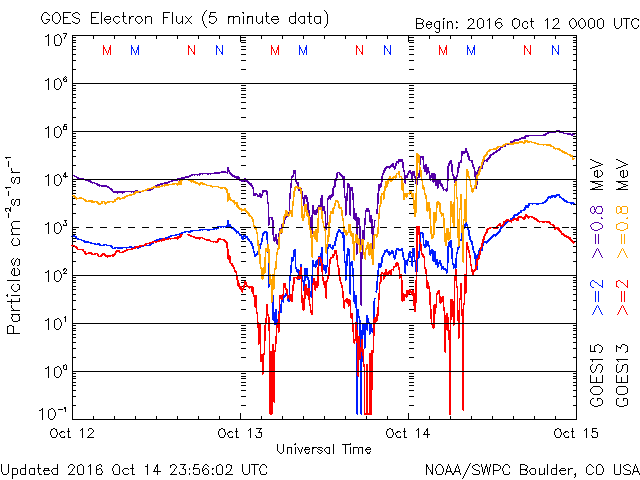 GOES Electron Flux (5 minute data)
Begin: 2016 Oct 12 0000 UTC
M M N N M M N N M M N N
10^7
10^6
10^5
10^4
10^3
10^2
10^1
10^0
10^-1
Particles cm^-2 s^-1 sr^-1
Oct 12 Oct 13 Oct 14 Oct 15
Universal Time
GOES15 >=2 >=0.8 MeV
GOES13 >=2 >=0.8 MeV
Updated 2016 Oct 14 23:56:02 UTC
NOAA/SWPC Boulder, CO USA